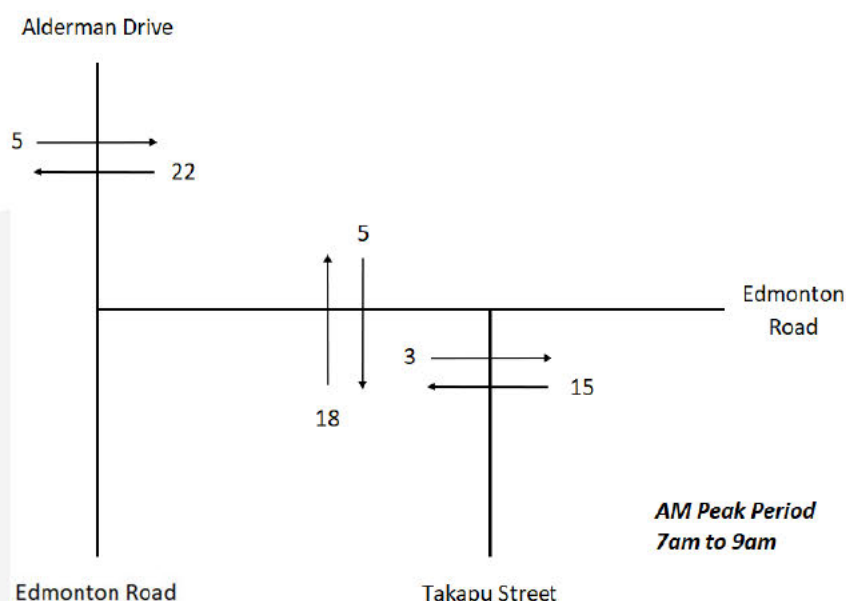 Alderman Drive
5
22
5
Edmonton
Road
3
15
18
AM Peak Period
7am to 9am
Edmonton Road
Takapu Street